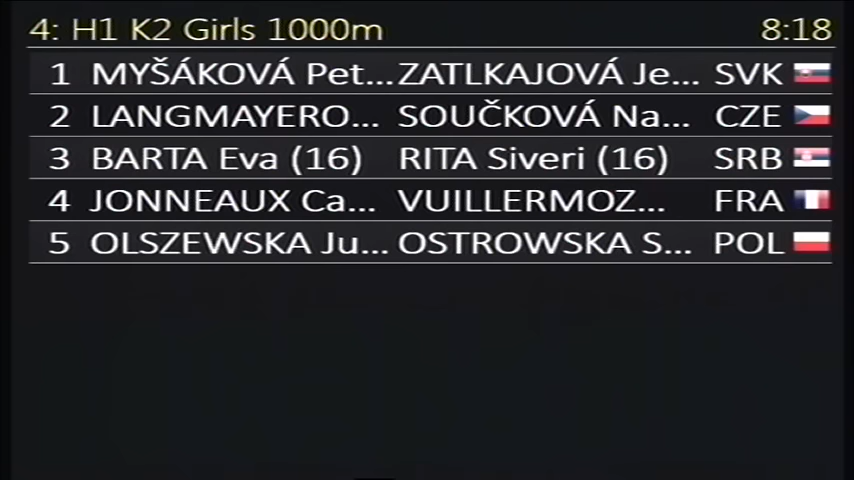 4: H1 K2 Girls 1000m 8:18
1 MYŠÁKOVÁ Pet... ZATLKAJOVÁ Je... SVK
2 LANGMAYERO... SOUČKOVÁ Na... CZE
3 BARTA Eva (16) RITA Siveri (16) SRB
4 JONNEAUX Ca... VUILLERMOZ... FRA
5 OLSZEWSKA Ju... OSTROWSKA S... POL